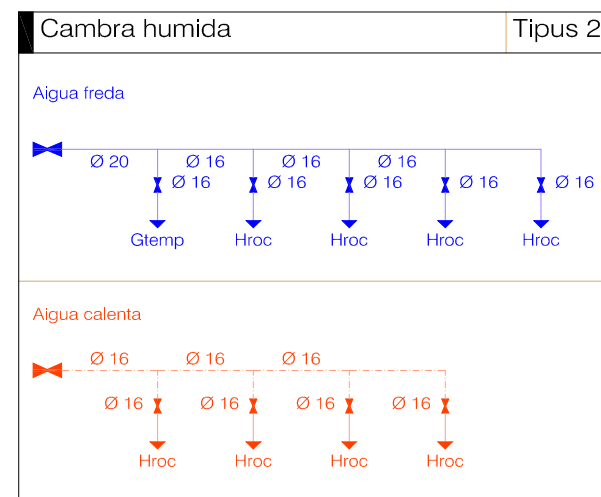 Cambra humida Tipus 2
Aigua freda
Ø 20 Ø 16 Ø 16 Ø 16
Ø 16 Ø 16 Ø 16 Ø 16 Ø 16
Gtemp Hroc Hroc Hroc Hroc
Aigua calenta
Ø 16 Ø 16 Ø 16
Ø 16 Ø 16 Ø 16 Ø 16
Hroc Hroc Hroc Hroc